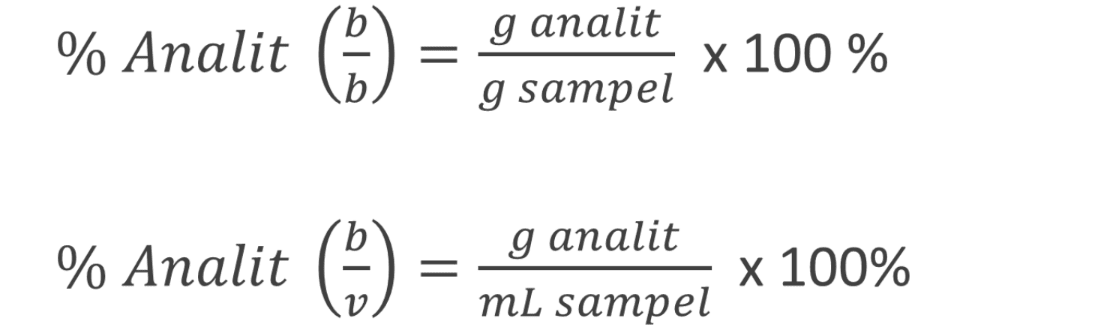 % Analit (b/b) = g analit / g sampel x 100 %
% Analit (b/v) = g analit / mL sampel x 100%